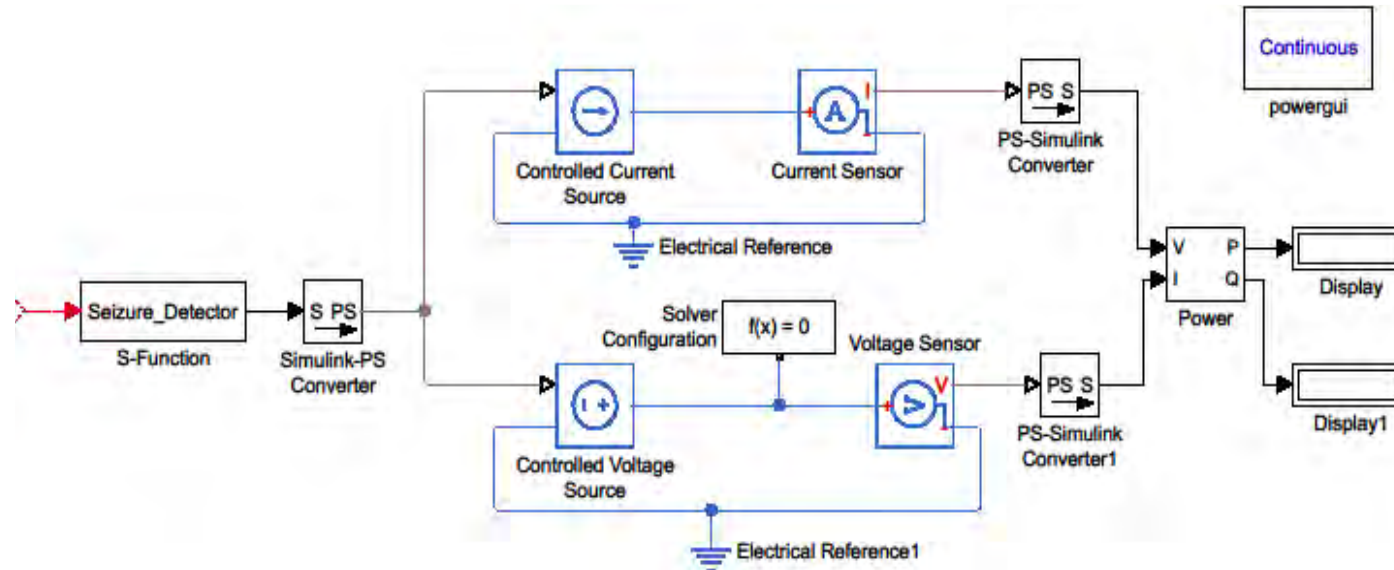 Continuous
powergui
I
A
PS S
Controlled Current
Source
Current Sensor
PS-Simulink
Converter
Electrical Reference
V P
I Q
Display
Power
Seizure_Detector
S-Function
S PS
Simulink-PS
Converter
Solver
Configuration
f(x) = 0
Voltage Sensor
V
V
PS S
Display1
PS-Simulink
Converter1
Controlled Voltage
Source
Electrical Reference1